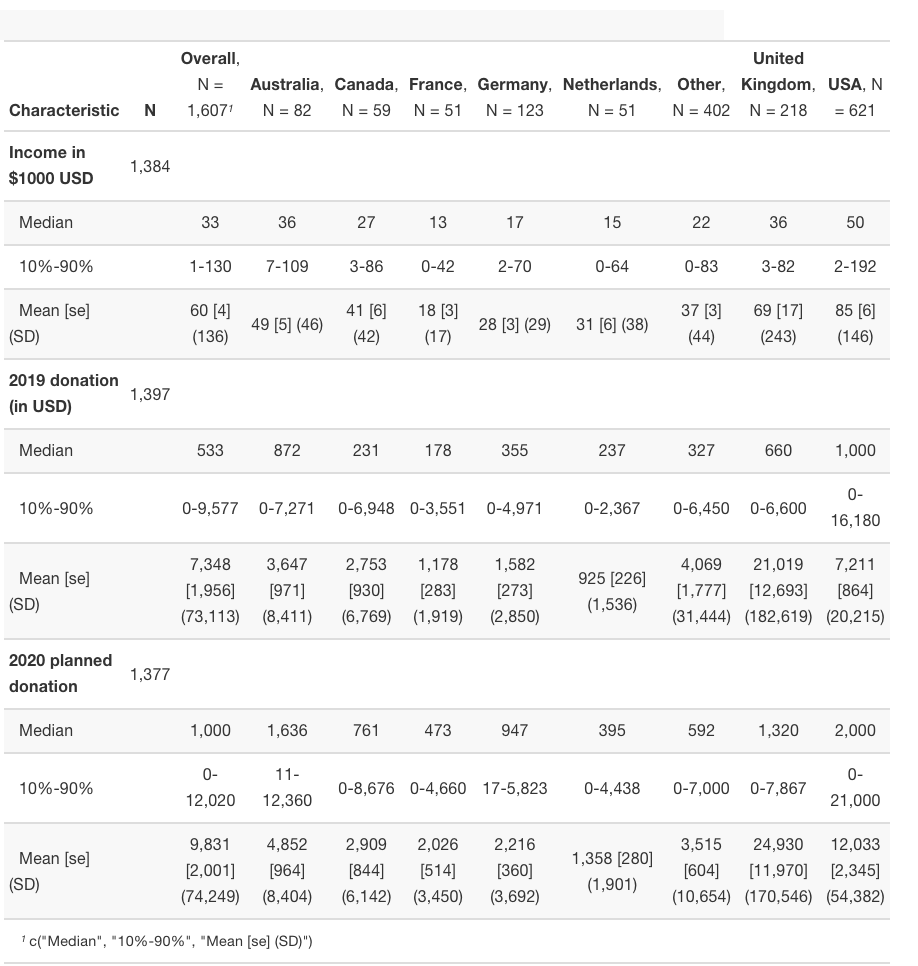 Characteristic N Overall, N = 1,607¹ Australia, N = 82 Canada, N = 59 France, N = 51 Germany, N = 123 Netherlands, N = 51 Other, N = 402 United Kingdom, N = 218 USA, N = 621
Income in $1000 USD 1,384
Median 33 36 27 13 17 15 22 36 50
10%-90% 1-130 7-109 3-86 0-42 2-70 0-64 0-83 3-82 2-192
Mean [se] (SD) 60 [4] (136) 49 [5] (46) 41 [6] (42) 18 [3] (17) 28 [3] (29) 31 [6] (38) 37 [3] (44) 69 [17] (243) 85 [6] (146)
2019 donation (in USD) 1,397
Median 533 872 231 178 355 237 327 660 1,000
10%-90% 0-9,577 0-7,271 0-6,948 0-3,551 0-4,971 0-2,367 0-6,450 0-6,600 0-16,180
Mean [se] (SD) 7,348 [1,956] (73,113) 3,647 [971] (8,411) 2,753 [930] (6,769) 1,178 [283] (1,919) 1,582 [273] (2,850) 925 [226] (1,536) 4,069 [1,777] (31,444) 21,019 [12,693] (182,619) 7,211 [864] (20,215)
2020 planned donation 1,377
Median 1,000 1,636 761 473 947 395 592 1,320 2,000
10%-90% 0-12,020 11-12,360 0-8,676 0-4,660 17-5,823 0-4,438 0-7,000 0-7,867 0-21,000
Mean [se] (SD) 9,831 [2,001] (74,249) 4,852 [964] (8,404) 2,909 [844] (6,142) 2,026 [514] (3,450) 2,216 [360] (3,692) 1,358 [280] (1,901) 3,515 [604] (10,654) 24,930 [11,970] (170,546) 12,033 [2,345] (54,382)
¹ c("Median", "10%-90%", "Mean [se] (SD)")